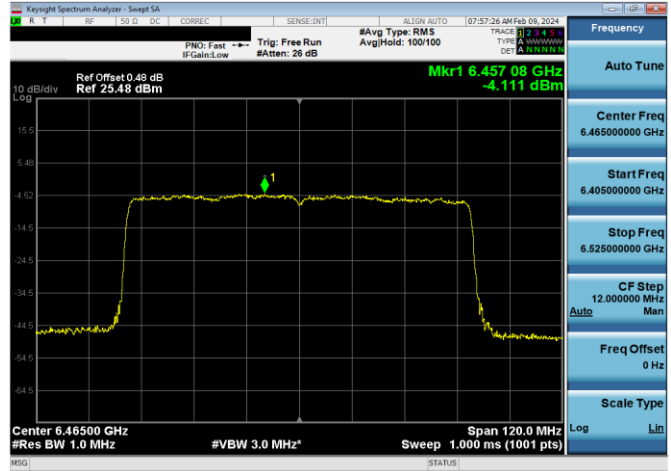 Keysight Spectrum Analyzer - Swept SA
R T RF 50 Ω DC CORREC SENSE:INT ALIGN AUTO 07:57:26 AM Feb 09, 2024
PNO: Fast Trig: Free Run #Avg Type: RMS TRACE 1 2 3 4 5 6
IFGain:Low #Atten: 26 dB Avg|Hold: 100/100 TYPE A WWWWW
DET A N N N N N
Mkr1 6.457 08 GHz
-4.111 dBm
Ref Offset 0.48 dB
10 dB/div Ref 25.48 dBm
Log
15.5
5.48
-4.52
-14.5
-24.5
-34.5
-44.5
-54.5
-64.5
1
Center 6.46500 GHz Span 120.0 MHz
#Res BW 1.0 MHz #VBW 3.0 MHz* Sweep 1.000 ms (1001 pts)
MSG STATUS
Frequency
Auto Tune
Center Freq
6.465000000 GHz
Start Freq
6.405000000 GHz
Stop Freq
6.525000000 GHz
CF Step
12.000000 MHz
Auto Man
Freq Offset
0 Hz
Scale Type
Log Lin